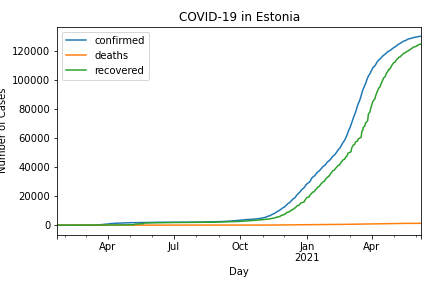 COVID-19 in Estonia
confirmed
deaths
recovered
120000
100000
80000
60000
40000
20000
0
Number of Cases
Apr
Jul
Oct
Jan
2021
Apr
Day